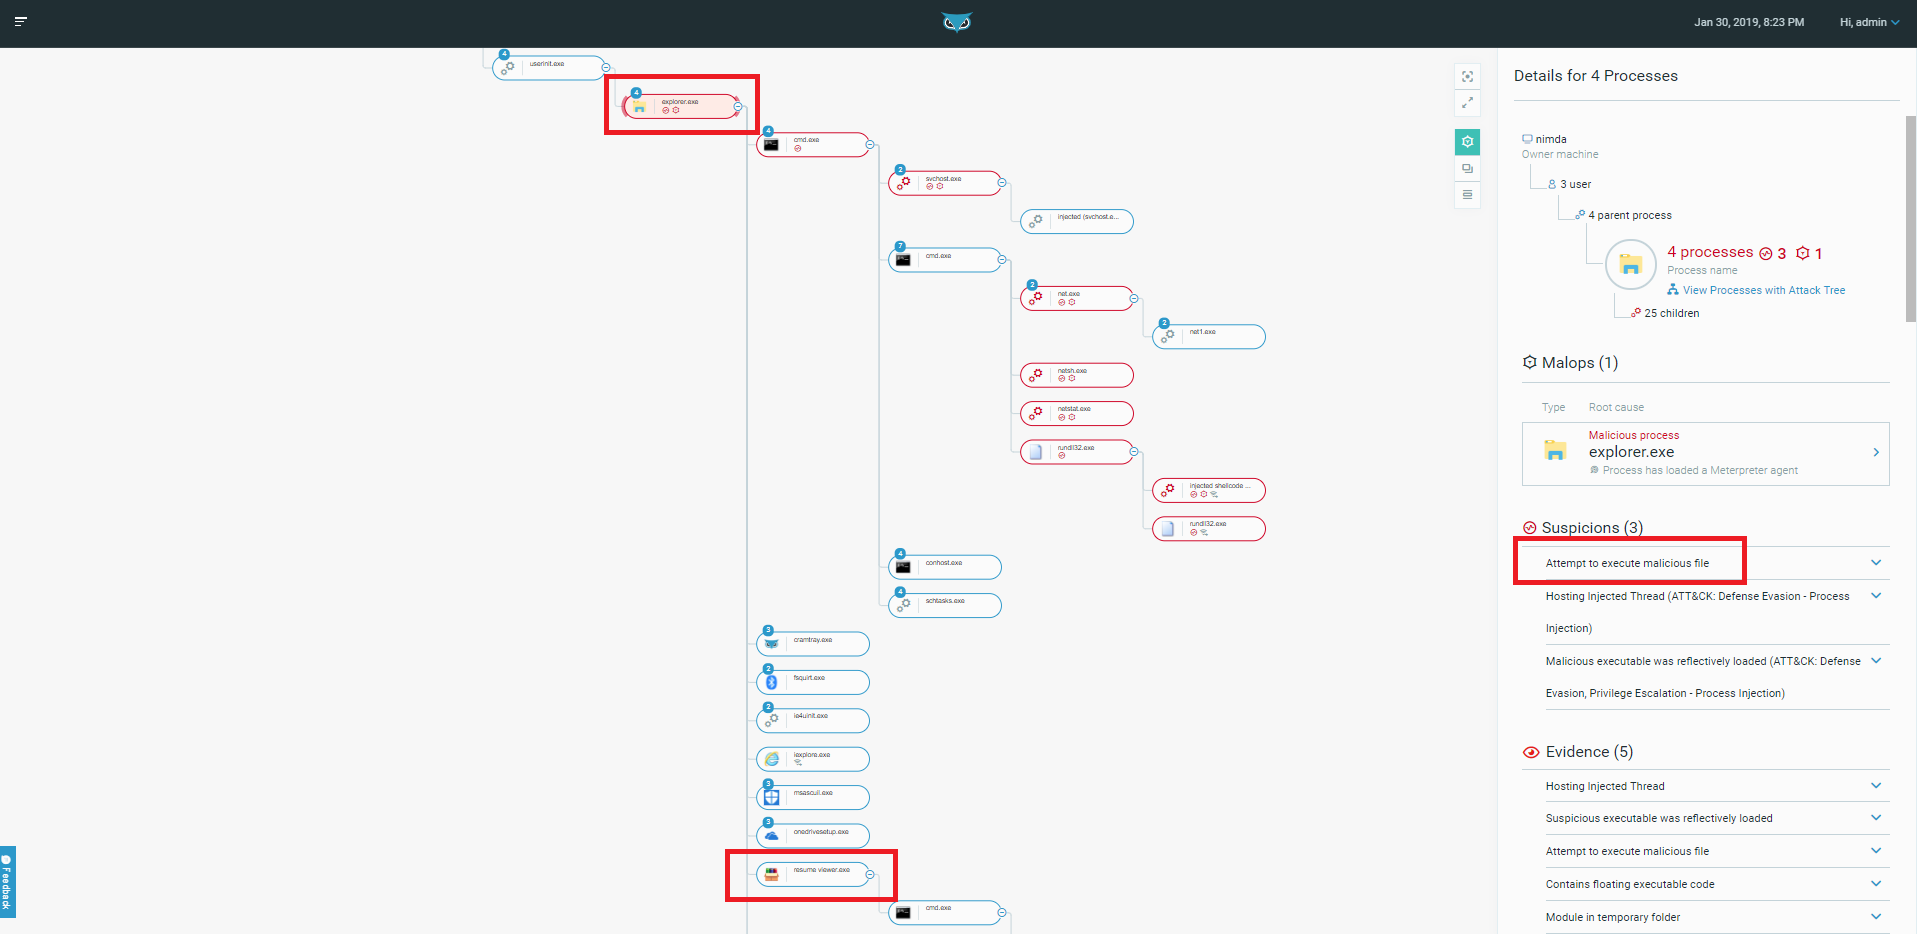 Jan 30, 2019, 8:23 PM
Hi, admin
4
userinit.exe
4
explorer.exe
4
cmd.exe
2
svchost.exe
injected (svchost.e...
7
cmd.exe
2
net.exe
2
net1.exe
netsh.exe
netstat.exe
rundll32.exe
injected shellcode ...
rundll32.exe
4
conhost.exe
4
schtasks.exe
3
cramtray.exe
2
fsquirt.exe
2
ie4uinit.exe
iexplore.exe
3
msascuil.exe
3
onedrivesetup.exe
resume viewer.exe
cmd.exe
Feedback
Details for 4 Processes
nimda
Owner machine
3 user
4 parent process
4 processes 3 1
Process name
View Processes with Attack Tree
25 children
Malops (1)
Type Root cause
Malicious process
explorer.exe
Process has loaded a Meterpreter agent
Suspicions (3)
Attempt to execute malicious file
Hosting Injected Thread (ATT&CK: Defense Evasion - Process
Injection)
Malicious executable was reflectively loaded (ATT&CK: Defense
Evasion, Privilege Escalation - Process Injection)
Evidence (5)
Hosting Injected Thread
Suspicious executable was reflectively loaded
Attempt to execute malicious file
Contains floating executable code
Module in temporary folder